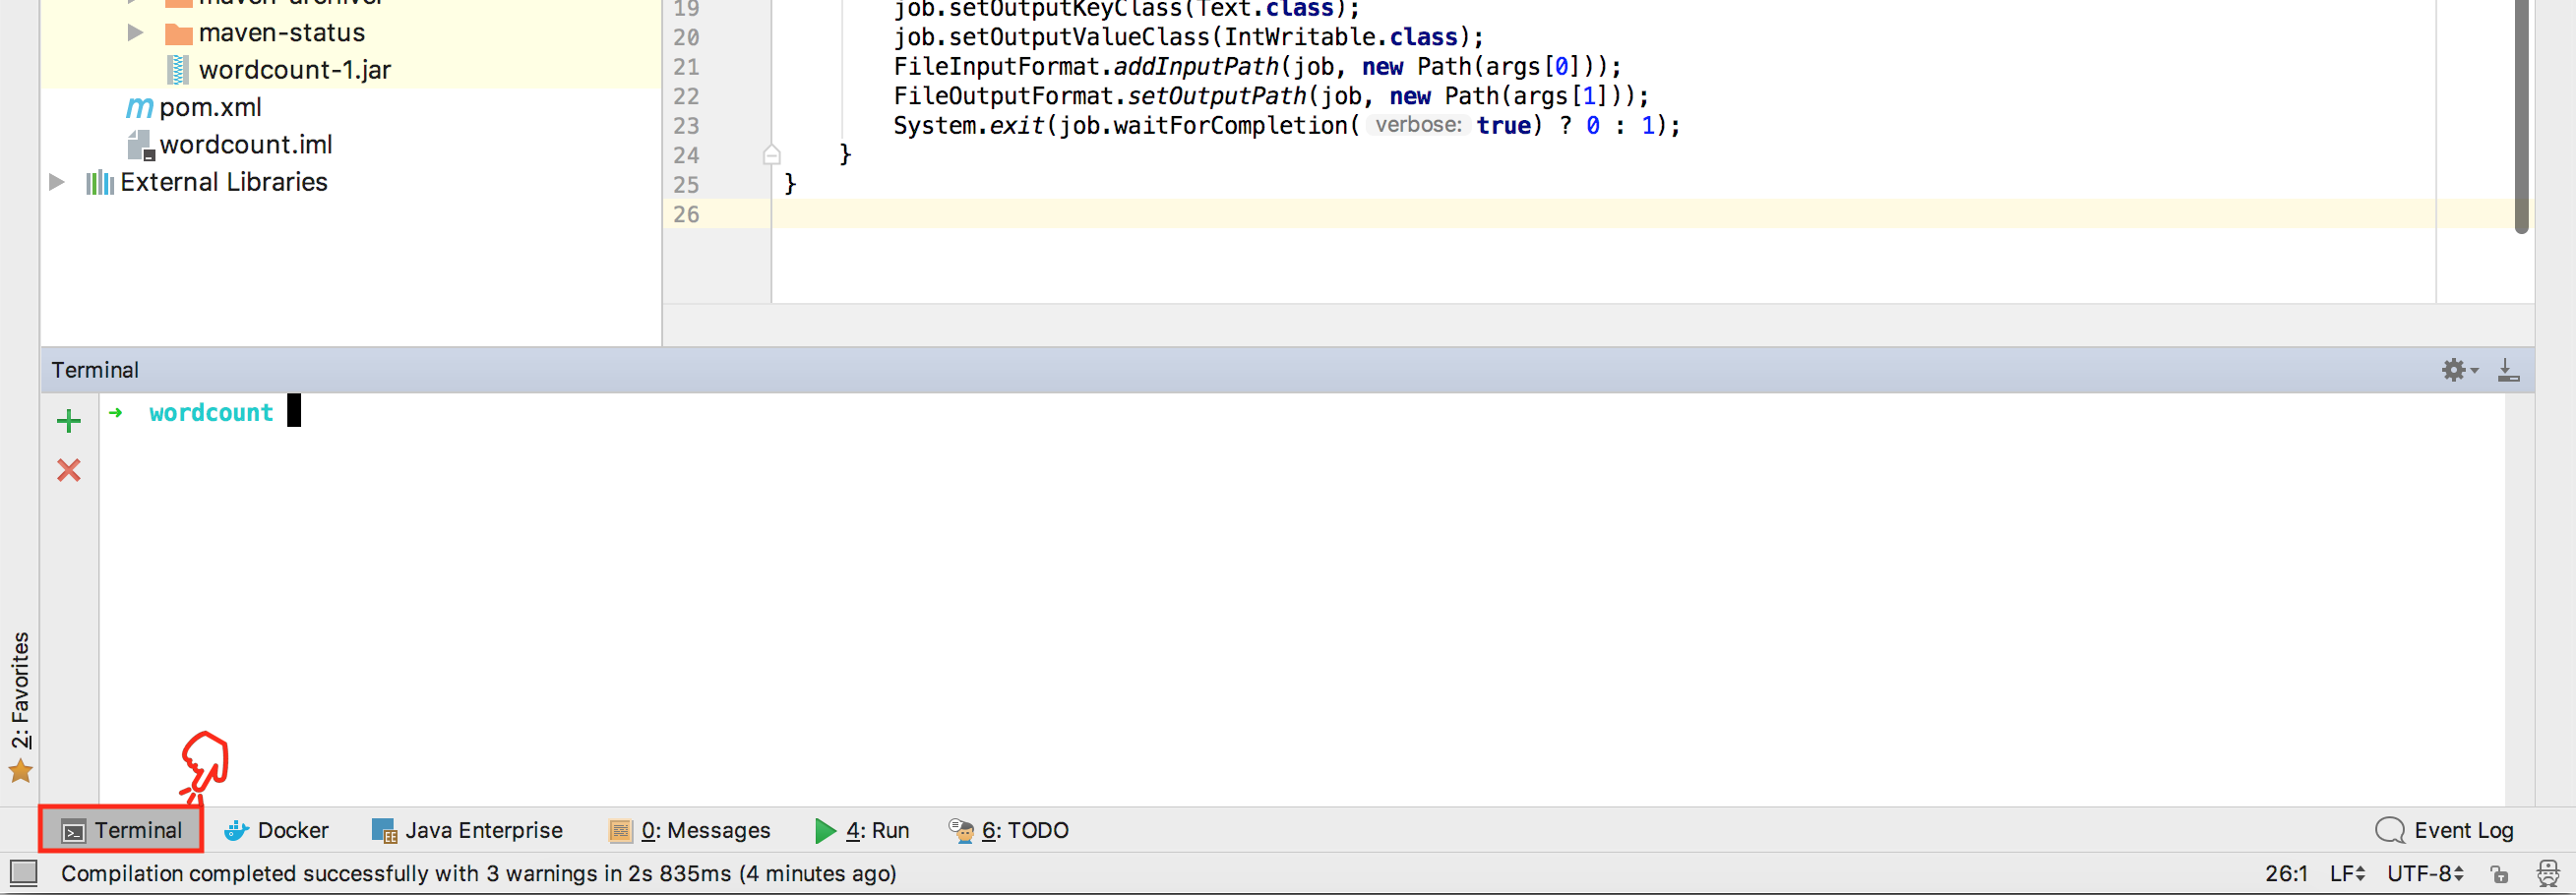 maven-archiver
maven-status
wordcount-1.jar
pom.xml
wordcount.iml
External Libraries
19 job.setOutputKeyClass(Text.class);
20 job.setOutputValueClass(IntWritable.class);
21 FileInputFormat.addInputPath(job, new Path(args[0]));
22 FileOutputFormat.setOutputPath(job, new Path(args[1]));
23 System.exit(job.waitForCompletion( verbose: true) ? 0 : 1);
24 }
25 }
26
Terminal
→ wordcount
2: Favorites
Terminal Docker Java Enterprise 0: Messages 4: Run 6: TODO Event Log
Compilation completed successfully with 3 warnings in 2s 835ms (4 minutes ago) 26:1 LF UTF-8